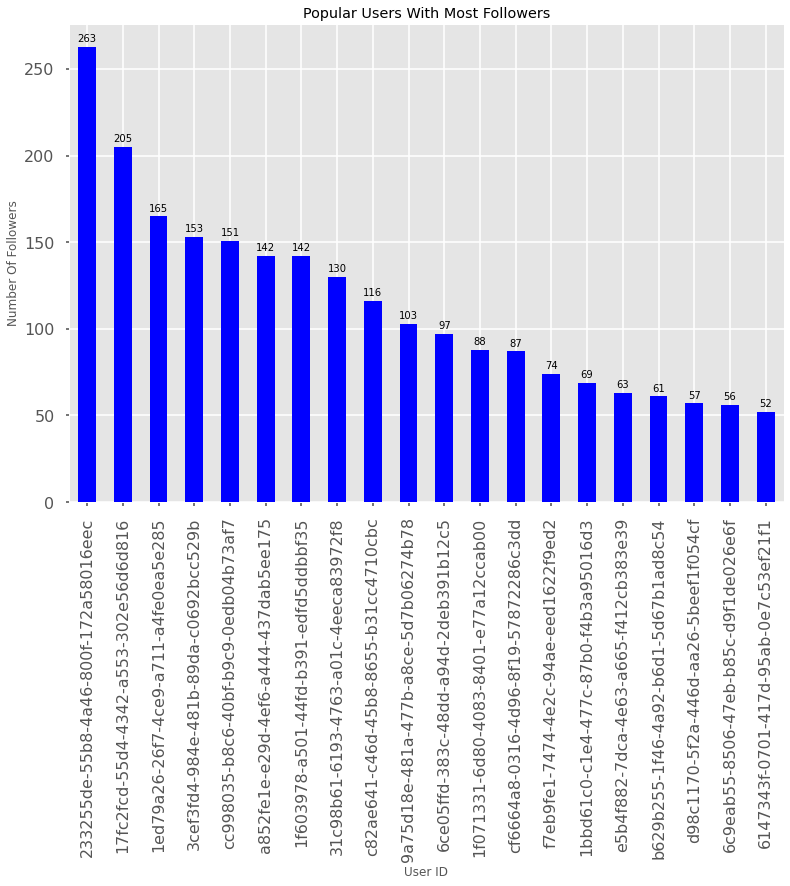 Popular Users With Most Followers
Number Of Followers
250
200
150
100
50
0
263
205
165
153
151
142
142
130
116
103
97
88
87
74
69
63
61
57
56
52
233255de-55b8-4a46-800f-172a58016eec
17fc2fcd-55d4-4342-a553-302e56d6d816
1ed79a26-26f7-4ce9-a711-a4fe0ea5e285
3cef3fd4-984e-481b-89da-c0692bcc529b
cc998035-b8c6-40bf-b9c9-0edb04b73af7
a852fe1e-e29d-4ef6-a444-437dab5ee175
1f603978-a501-44fd-b391-edfd5ddbbf35
31c98b61-6193-4763-a01c-4eeca83972f8
c82ae641-c46d-45b8-8655-b31cc4710cbc
9a75d18e-481a-477b-a8ce-5d7b06274b78
6ce05ffd-383c-48dd-a94d-2deb391b12c5
1f071331-6d80-4083-8401-e77a12ccab00
cf6664a8-0316-4d96-8f19-57872286c3dd
f7eb9fe1-7474-4e2c-94ae-eed1622f9ed2
1bbd61c0-c1e4-477c-87b0-f4b3a95016d3
e5b4f882-7dca-4e63-a665-f412cb383e39
b629b255-1f46-4a92-b6d1-5d67b1ad8c54
d98c1170-5f2a-446d-aa26-5beef1f054cf
6c9eab55-8506-47eb-b85c-d9f1de026e6f
6147343f-0701-417d-95ab-0e7c53ef21f1
User ID